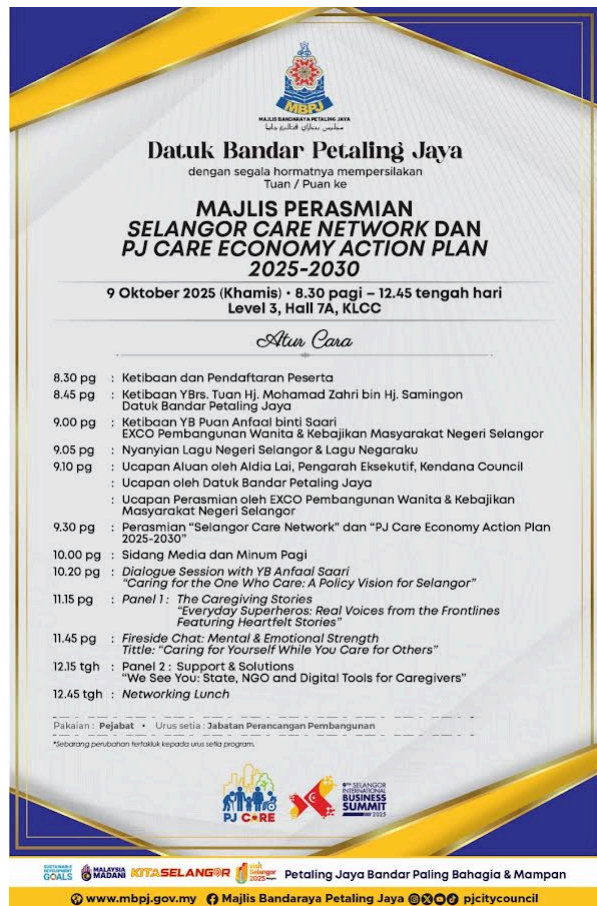 MBPJ
MAJLIS BANDARAYA PETALING JAYA
مجليس بندراي ڤتاليڠ جاي
Datuk Bandar Petaling Jaya
dengan segala hormatnya mempersilakan
Tuan / Puan ke
MAJLIS PERASMIAN
SELANGOR CARE NETWORK DAN
PJ CARE ECONOMY ACTION PLAN
2025-2030
9 Oktober 2025 (Khamis) • 8.30 pagi – 12.45 tengah hari
Level 3, Hall 7A, KLCC
Atur Cara
8.30 pg : Ketibaan dan Pendaftaran Peserta
8.45 pg : Ketibaan YBrs. Tuan Hj. Mohamad Zahri bin Hj. Samingon
Datuk Bandar Petaling Jaya
9.00 pg : Ketibaan YB Puan Anfaal binti Saari
EXCO Pembangunan Wanita & Kebajikan Masyarakat Negeri Selangor
9.05 pg : Nyanyian Lagu Negeri Selangor & Lagu Negaraku
9.10 pg : Ucapan Aluan oleh Aldia Lai, Pengarah Eksekutif, Kendana Council
: Ucapan oleh Datuk Bandar Petaling Jaya
: Ucapan Perasmian oleh EXCO Pembangunan Wanita & Kebajikan
Masyarakat Negeri Selangor
9.30 pg : Perasmian “Selangor Care Network” dan “PJ Care Economy Action Plan
2025-2030”
10.00 pg : Sidang Media dan Minum Pagi
10.20 pg : Dialogue Session with YB Anfaal Saari
“Caring for the One Who Care: A Policy Vision for Selangor”
11.15 pg : Panel 1 : The Caregiving Stories
“Everyday Superheros: Real Voices from the Frontlines
Featuring Heartfelt Stories”
11.45 pg : Fireside Chat: Mental & Emotional Strength
Tittle: “Caring for Yourself While You Care for Others”
12.15 tgh : Panel 2 : Support & Solutions
“We See You: State, NGO and Digital Tools for Caregivers”
12.45 tgh : Networking Lunch
Pakaian : Pejabat • Urus setia : Jabatan Perancangan Pembangunan
*Sebarang perubahan tertakluk kepada urus setia program.
PJ CARE
9TH SELANGOR
INTERNATIONAL
BUSINESS
SUMMIT
2025
SUSTAINABLE
DEVELOPMENT
GOALS
MALAYSIA
MADANI
KITASELANGOR
Visit
Selangor
2025
Petaling Jaya Bandar Paling Bahagia & Mampan
www.mbpj.gov.my Majlis Bandaraya Petaling Jaya pjcitycouncil